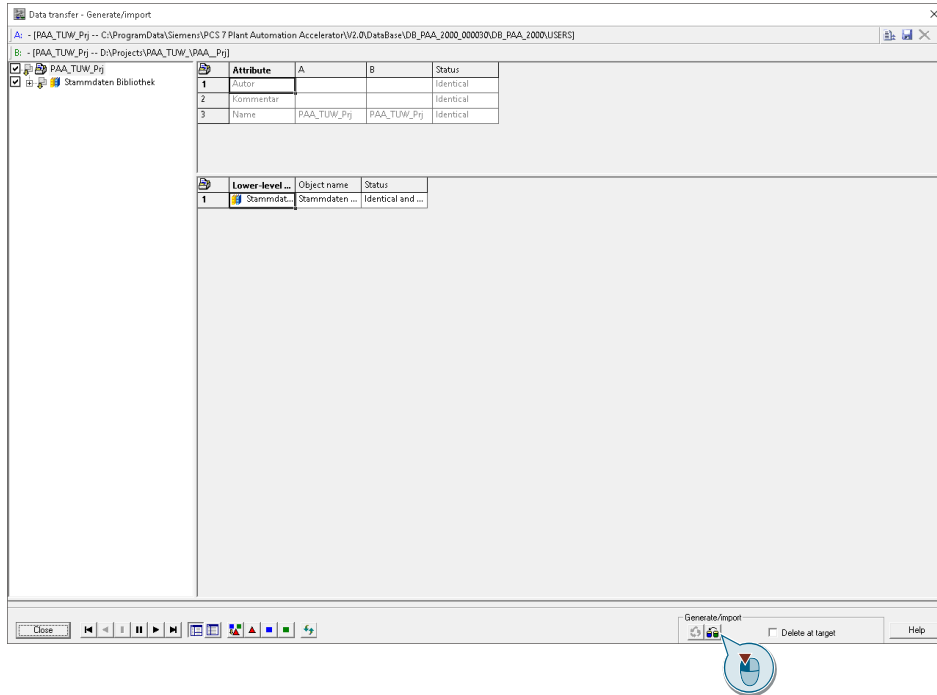 Data transfer - Generate/import
A: - [PAA_TUW_Prj -- C:\ProgramData\Siemens\PCS 7 Plant Automation Accelerator\V2.0\DataBase\DB_PAA_2000_000030\DB_PAA_2000\USERS]
B: - [PAA_TUW_Prj -- D:\Projects\PAA_TUW_\PAA__Prj]
PAA_TUW_Prj
Stammdaten Bibliothek
Attribute A B Status
1 Autor Identical
2 Kommentar Identical
3 Name PAA_TUW_Prj PAA_TUW_Prj Identical
Lower-level ... Object name Status
1 Stammdat... Stammdaten ... Identical and ...
Generate/import
Close Delete at target Help